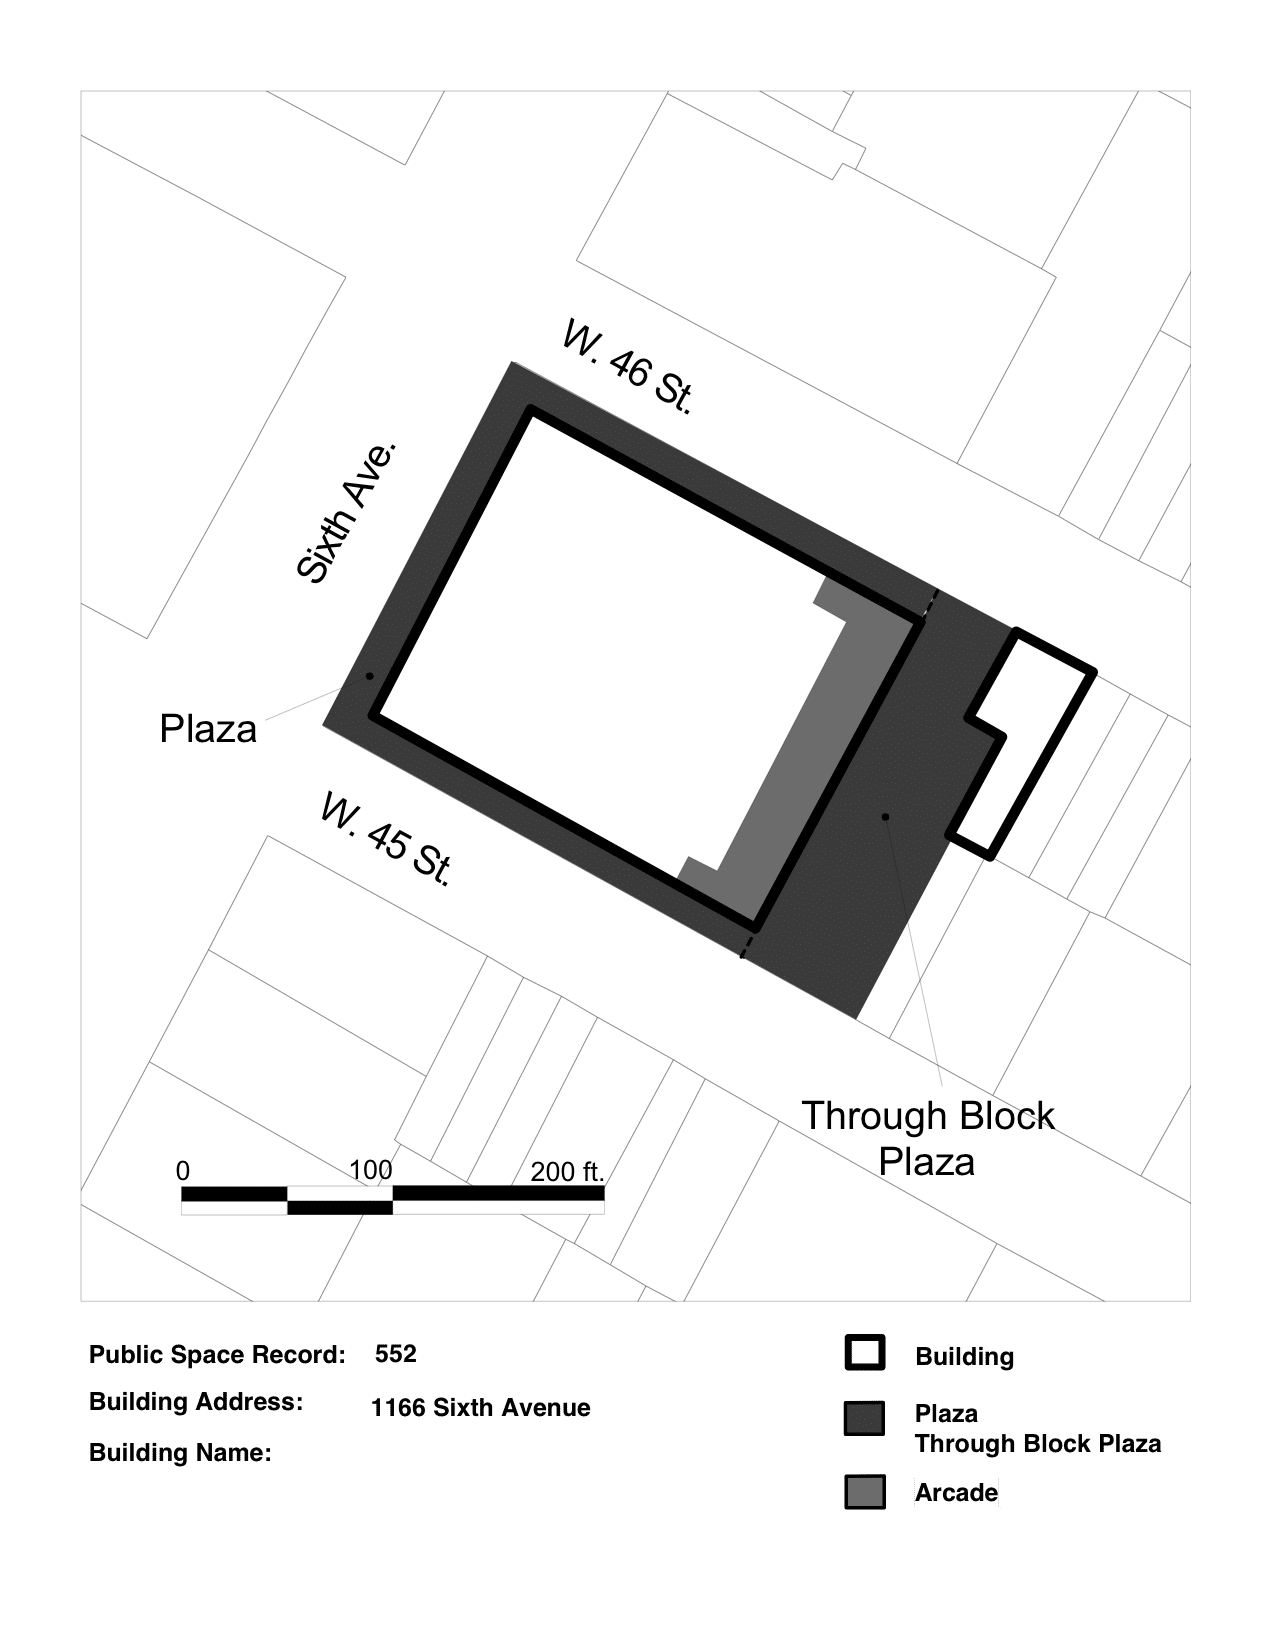 W. 46 St.
Sixth Ave.
Plaza
W. 45 St.
Through Block
Plaza
0 100 200 ft.
Public Space Record: 552
Building Address: 1166 Sixth Avenue
Building Name:
Building
Plaza
Through Block Plaza
Arcade